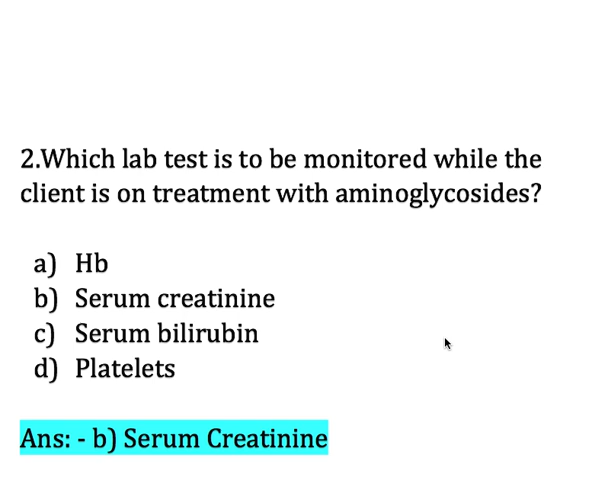 2.Which lab test is to be monitored while the
client is on treatment with aminoglycosides?
a) Hb
b) Serum creatinine
c) Serum bilirubin
d) Platelets
Ans: - b) Serum Creatinine